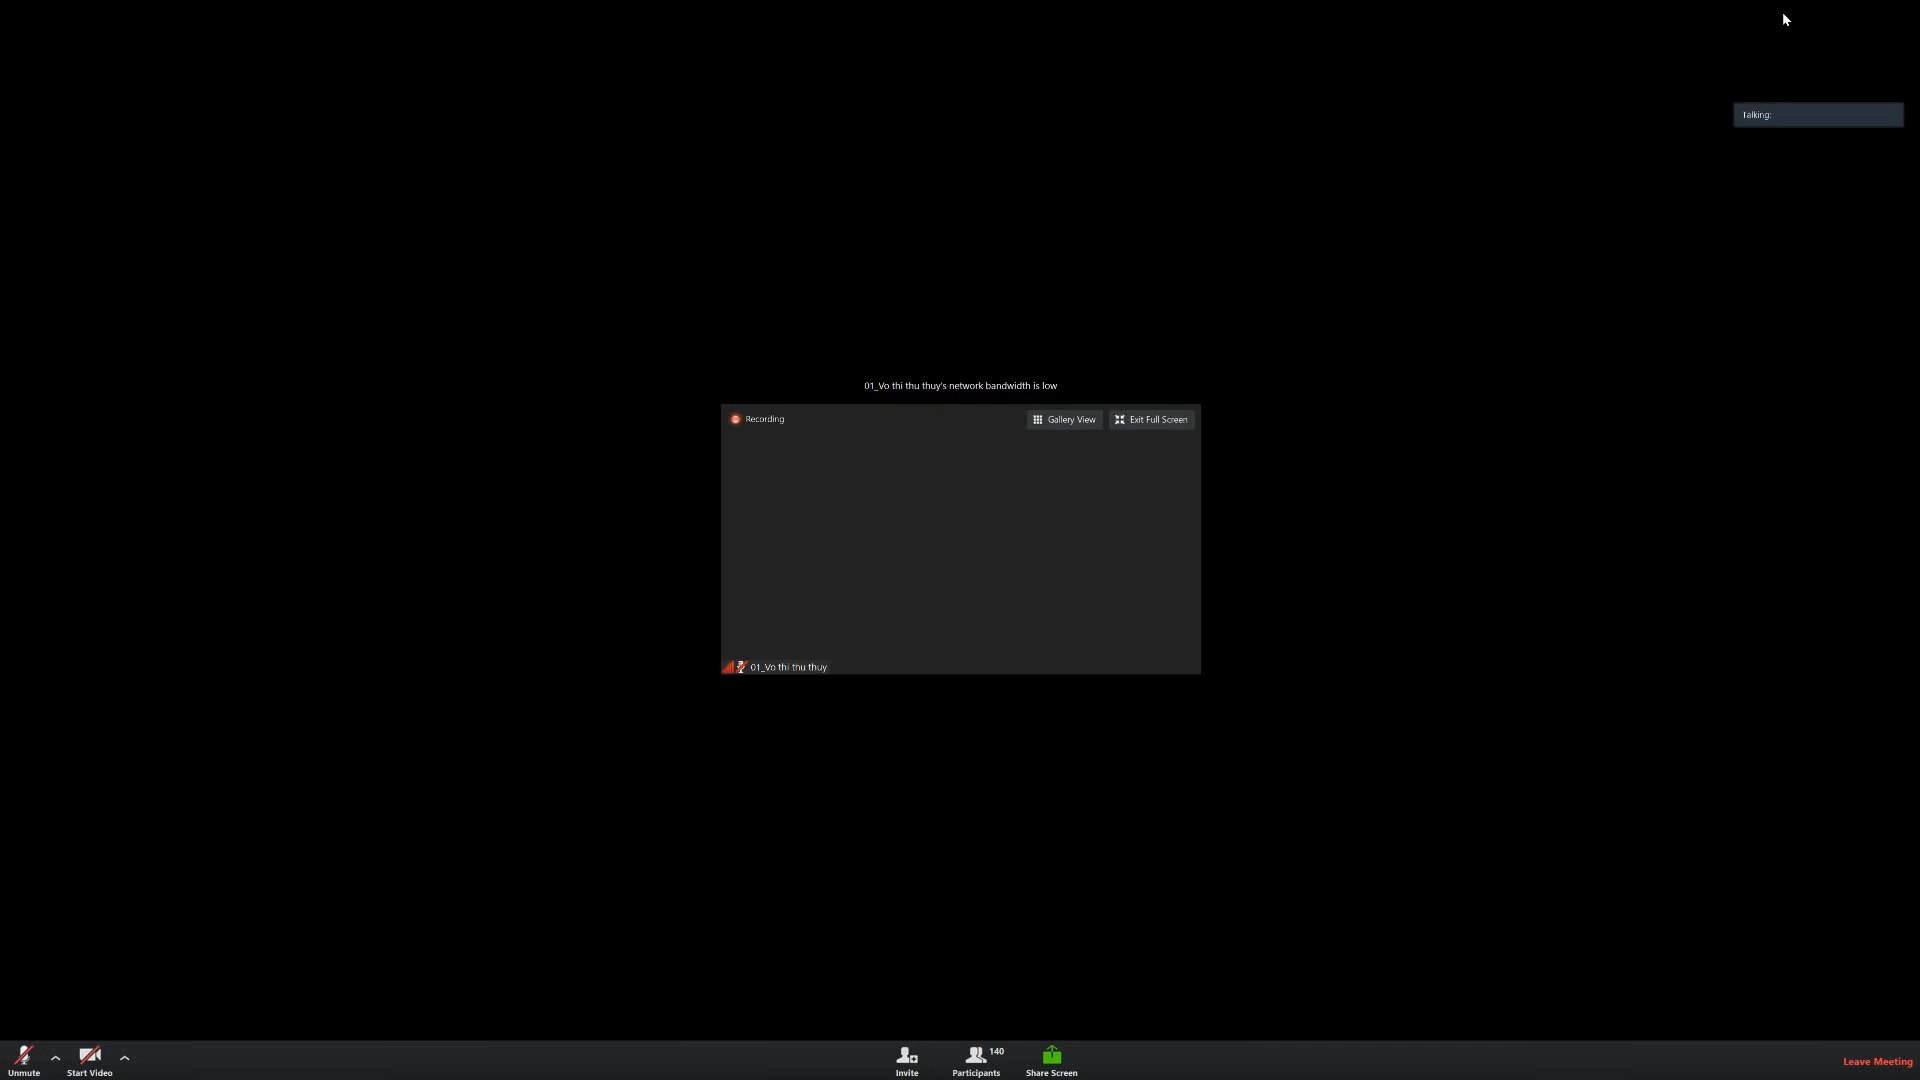 Talking:
01_Vo thi thu thuy's network bandwidth is low
Recording
Gallery View
Exit Full Screen
01_Vo thi thu thuy
Unmute
Start Video
Invite
140
Participants
Share Screen
Leave Meeting